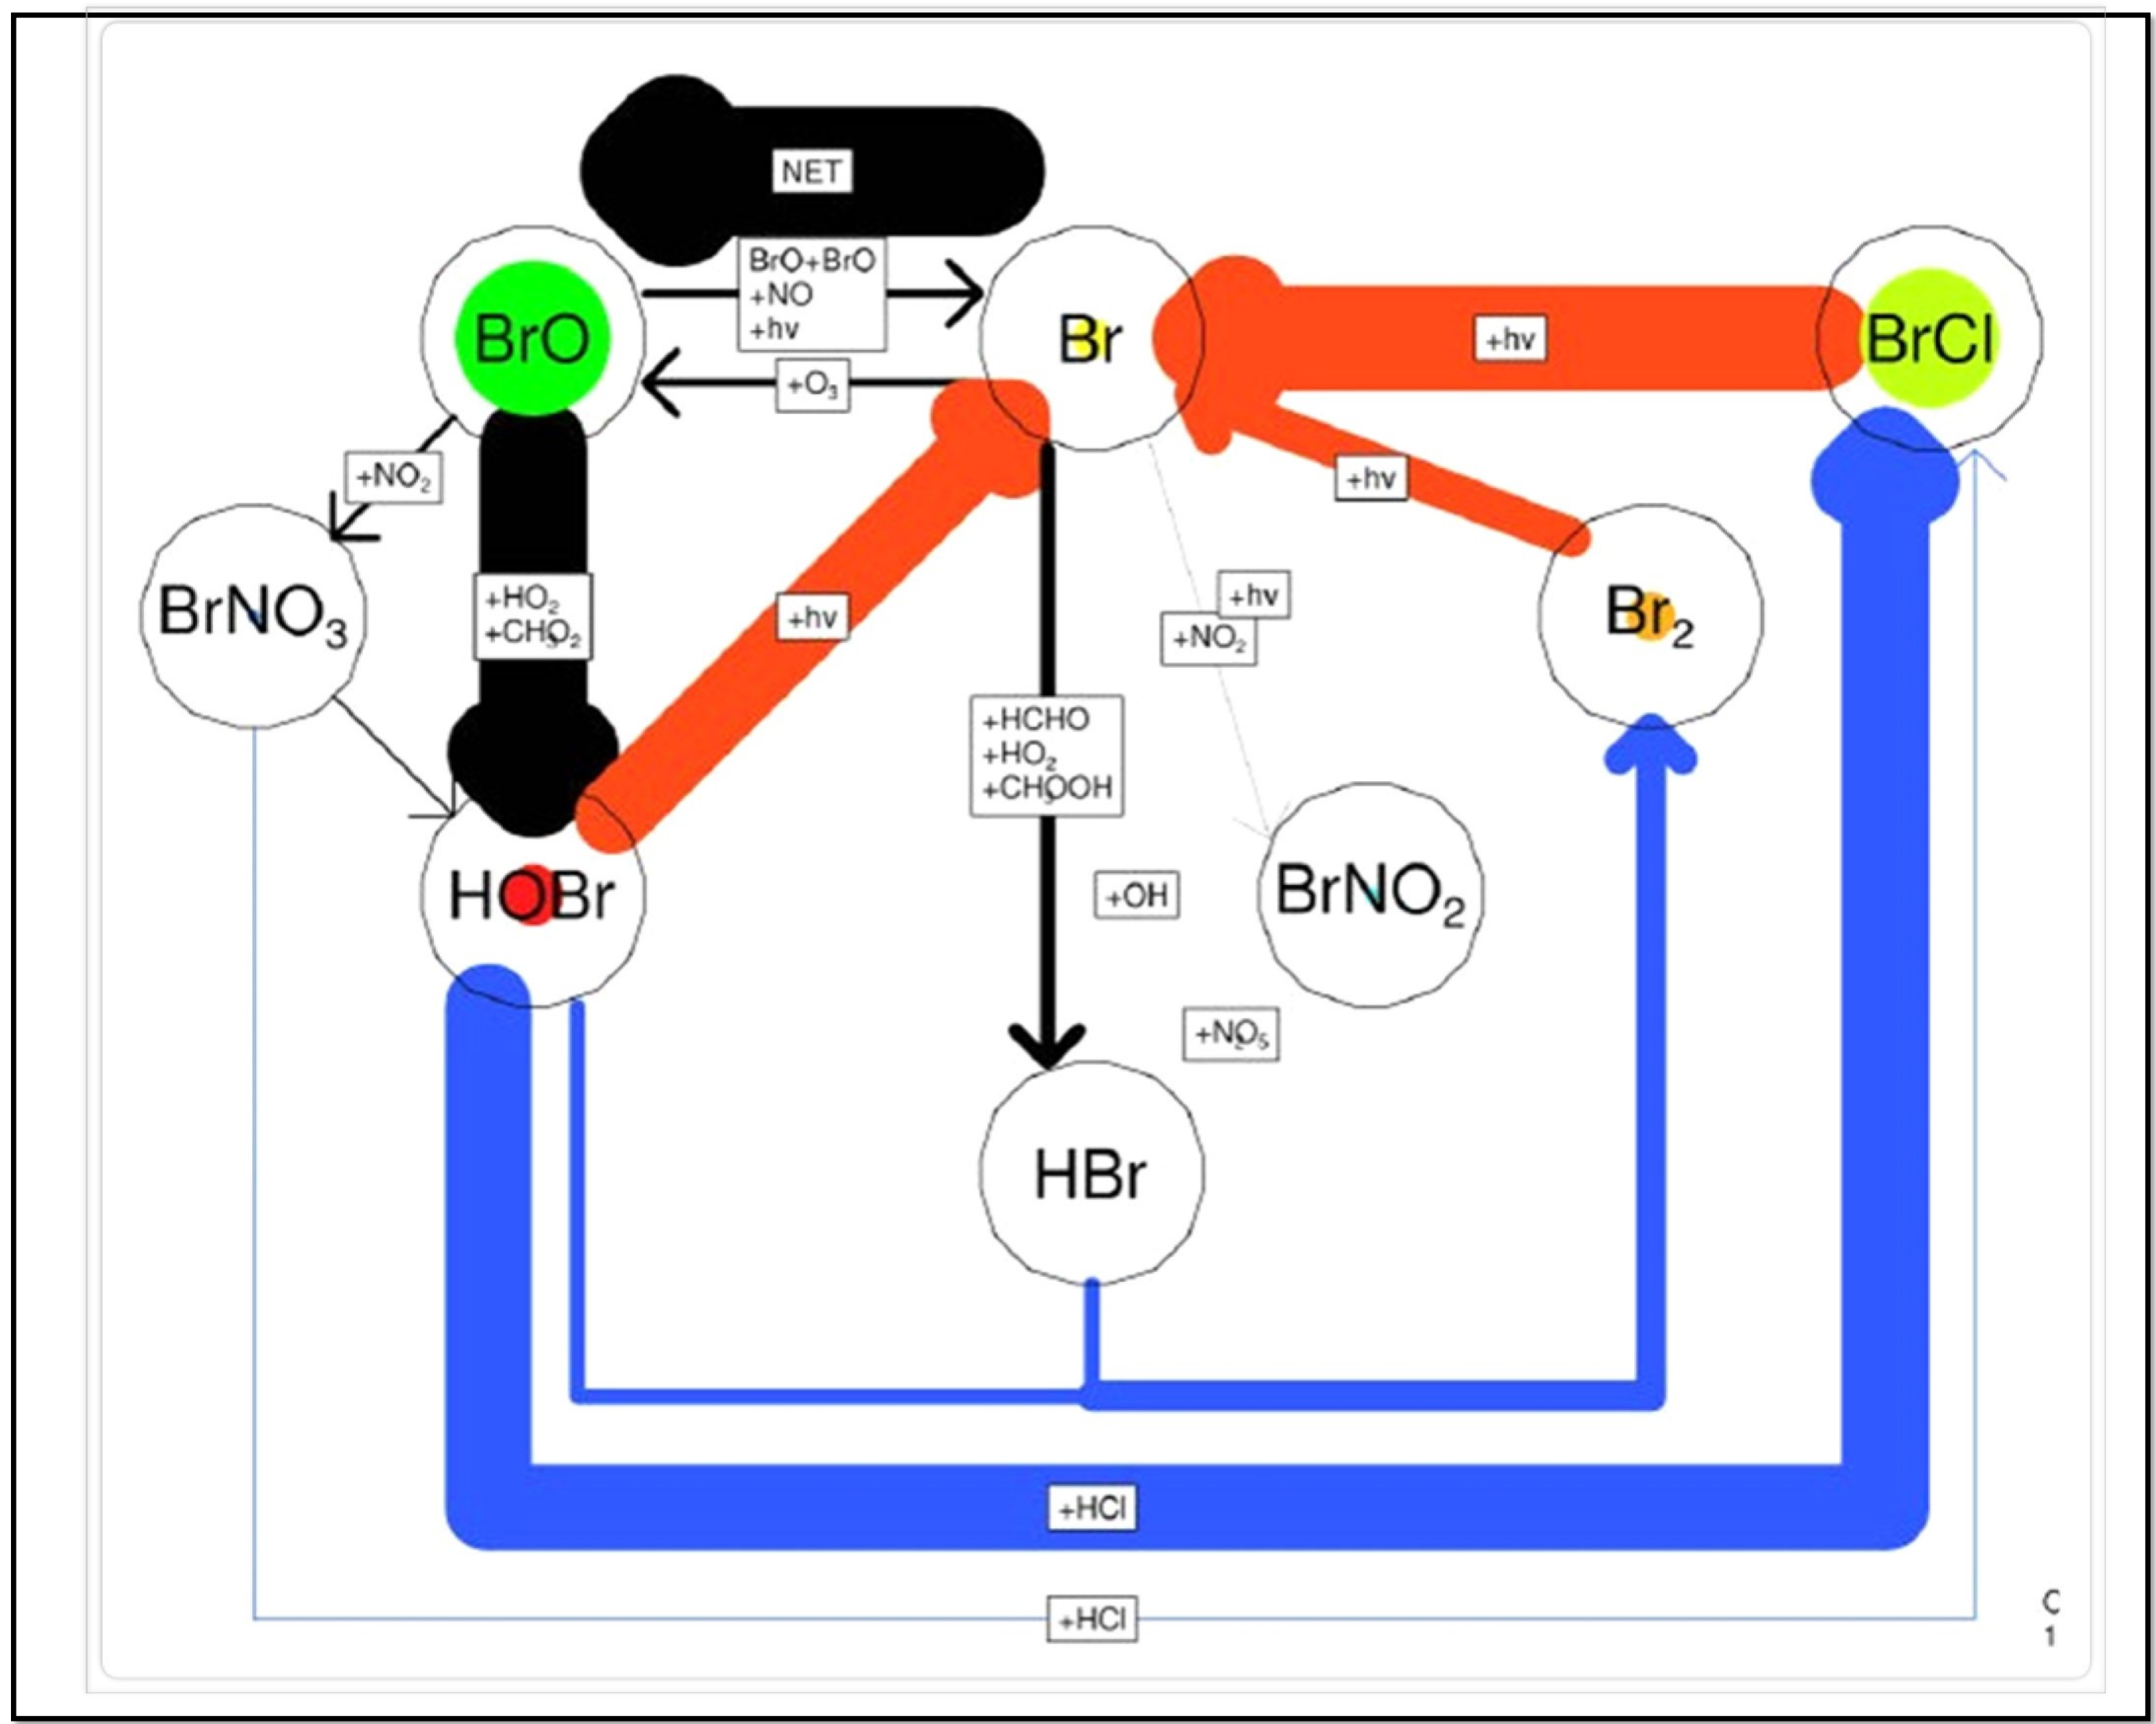 NET
BrO+BrO
+NO
+hv
BrO
Br
+hv
BrCl
+O₃
+NO₂
+hv
BrNO₃
+HO₂
+CH₃O₂
+hv
+hv
+NO₂
Br₂
+HCHO
+HO₂
+CH₃OOH
HOBr
+OH
BrNO₂
+N₂O₅
HBr
+HCl
+HCl
C
1